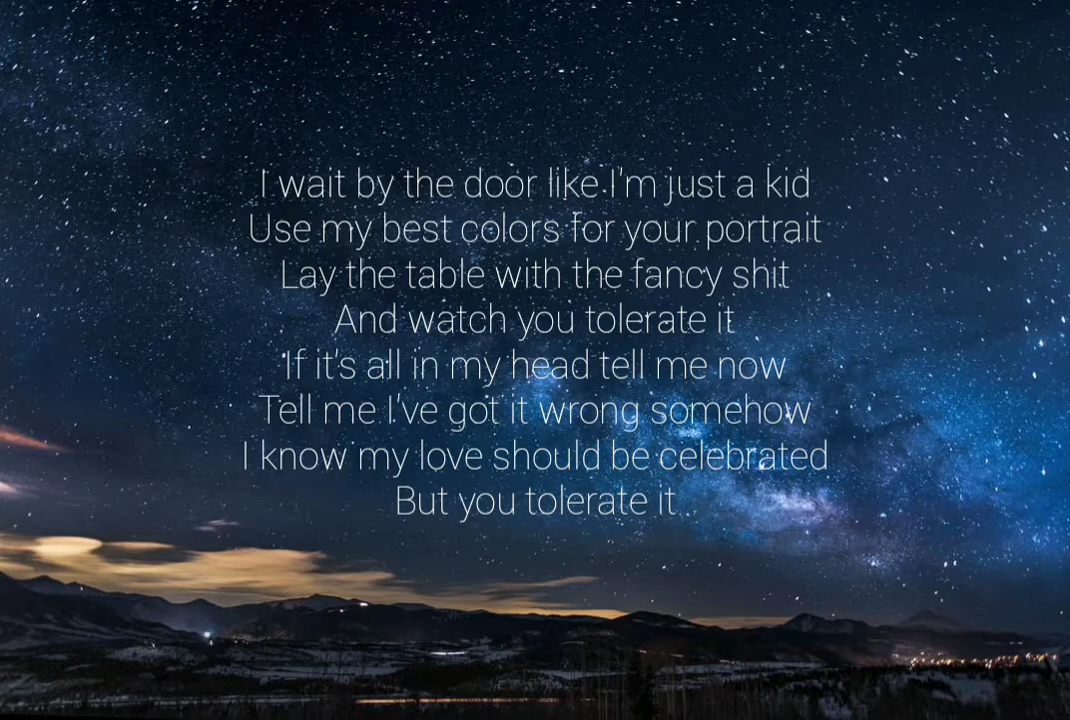 I wait by the door like I'm just a kid
Use my best colors for your portrait
Lay the table with the fancy shit
And watch you tolerate it
If it's all in my head tell me now
Tell me I've got it wrong somehow
I know my love should be celebrated
But you tolerate it